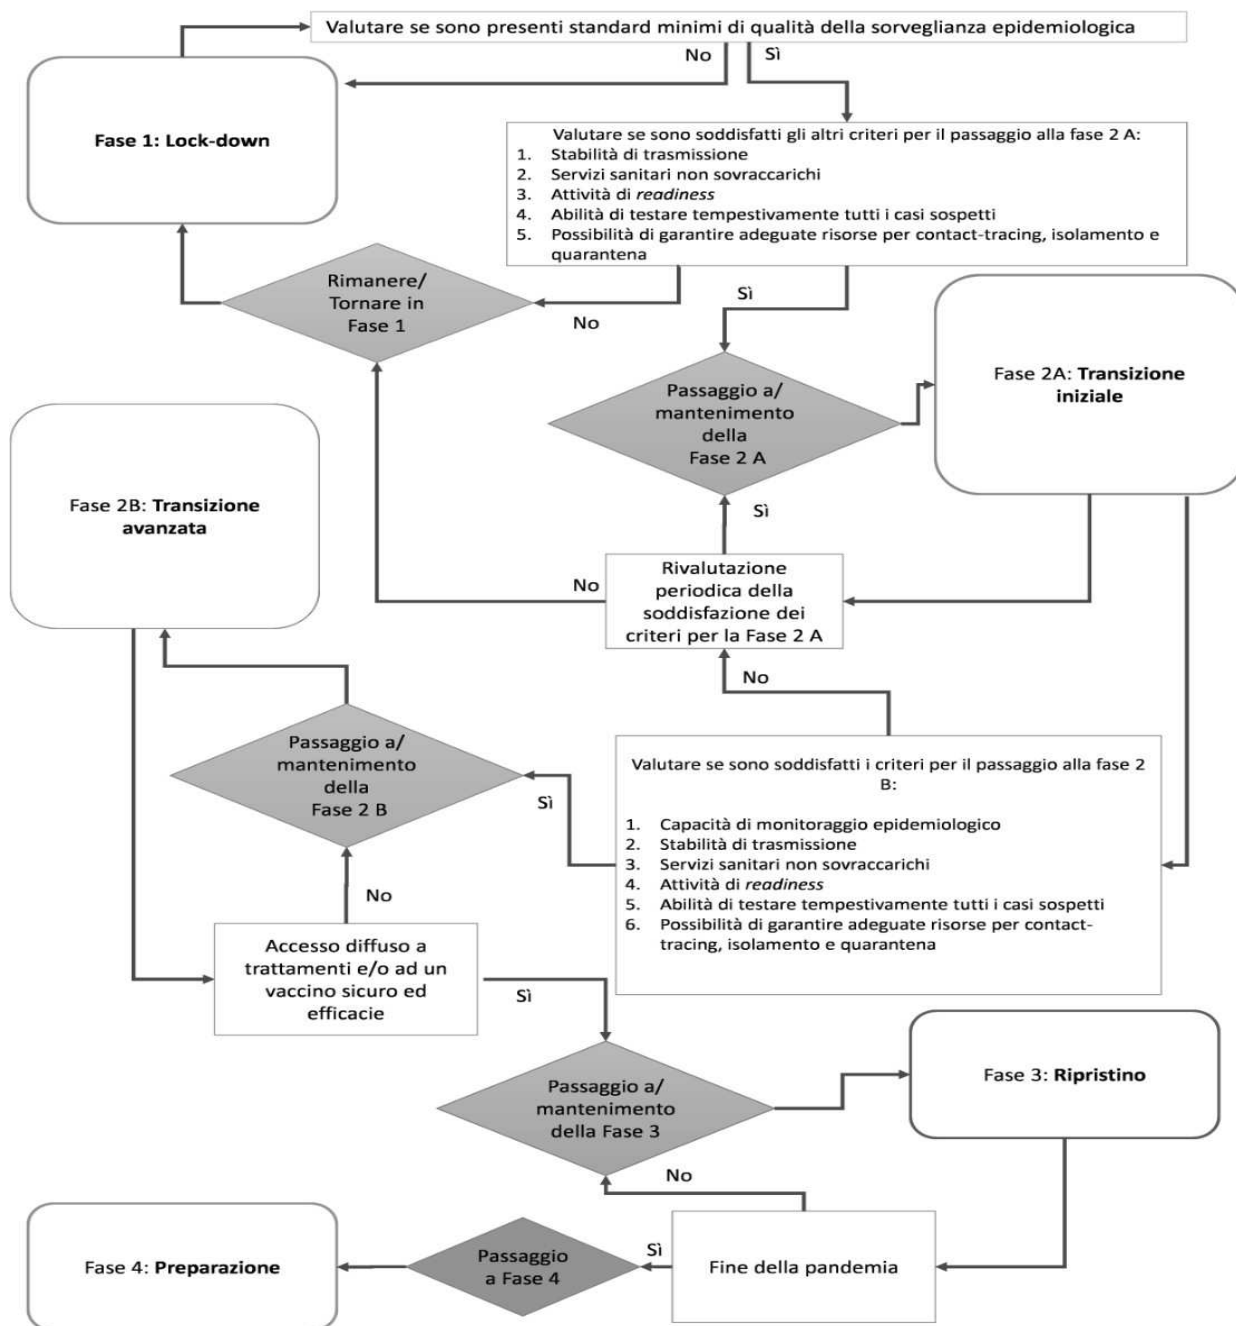 Valutare se sono presenti standard minimi di qualità della sorveglianza epidemiologica
No
Sì
Fase 1: Lock-down
Valutare se sono soddisfatti gli altri criteri per il passaggio alla fase 2 A:
1. Stabilità di trasmissione
2. Servizi sanitari non sovraccarichi
3. Attività di readiness
4. Abilità di testare tempestivamente tutti i casi sospetti
5. Possibilità di garantire adeguate risorse per contact-tracing, isolamento e
quarantena
Rimanere/
Tornare in
Fase 1
No
Sì
Passaggio a/
mantenimento
della
Fase 2 A
Fase 2A: Transizione
iniziale
Fase 2B: Transizione
avanzata
Sì
No
Rivalutazione
periodica della
soddisfazione dei
criteri per la Fase 2 A
No
Passaggio a/
mantenimento
della
Fase 2 B
Sì
Valutare se sono soddisfatti i criteri per il passaggio alla fase 2
B:
1. Capacità di monitoraggio epidemiologico
2. Stabilità di trasmissione
3. Servizi sanitari non sovraccarichi
4. Attività di readiness
5. Abilità di testare tempestivamente tutti i casi sospetti
6. Possibilità di garantire adeguate risorse per contact-
tracing, isolamento e quarantena
No
Accesso diffuso a
trattamenti e/o ad un
vaccino sicuro ed
efficacie
Sì
Passaggio a/
mantenimento
della Fase 3
Fase 3: Ripristino
No
Fase 4: Preparazione
Passaggio
a Fase 4
Sì
Fine della pandemia